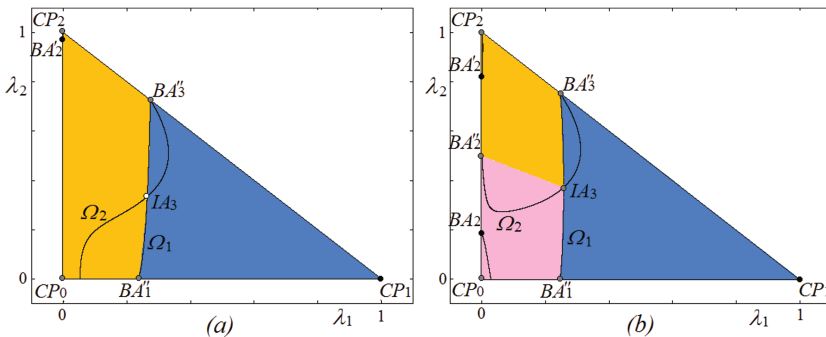 CP₂
1
BA′₂
BA″₃
λ₂
Ω₂
IA₃
Ω₁
0
CP₀
BA″₁
CP₁
0
(a)
λ₁
1
CP₂
1
BA′₂
BA″₃
λ₂
BA″₂
IA₃
BA₂
Ω₂
Ω₁
0
CP₀
BA″₁
CP₁
0
(b)
λ₁
1